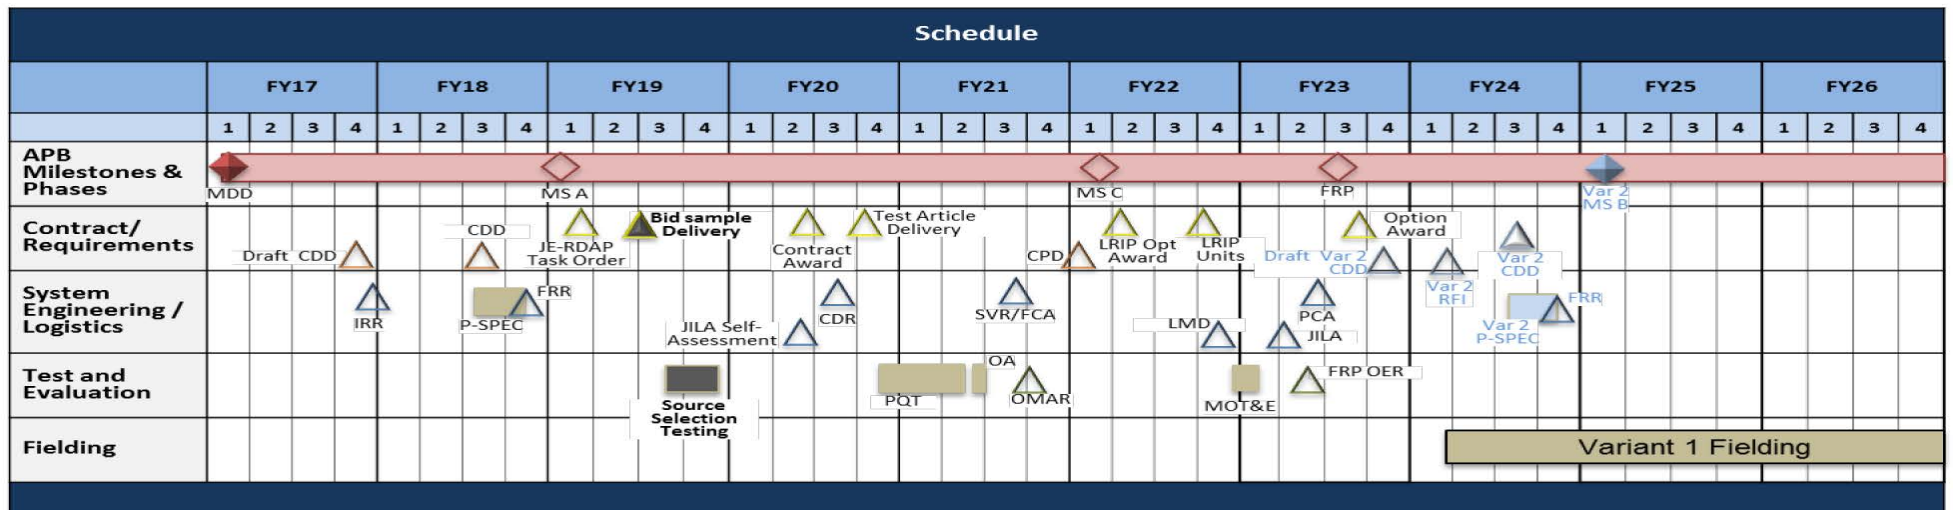 Schedule
FY17 FY18 FY19 FY20 FY21 FY22 FY23 FY24 FY25 FY26
1 2 3 4 1 2 3 4 1 2 3 4 1 2 3 4 1 2 3 4 1 2 3 4 1 2 3 4 1 2 3 4 1 2 3 4 1 2 3 4
APB
Milestones &
Phases
MDD
MS A
MS C
FRP
Var 2
MS B
Contract/
Requirements
Draft CDD
CDD
JE-RDAP
Task Order
Bid sample
Delivery
Contract
Award
Test Article
Delivery
CPD
LRIP Opt
Award
LRIP
Units
Draft Var 2
CDD
Option
Award
Var 2
RFI
Var 2
CDD
System
Engineering /
Logistics
IRR
P-SPEC
FRR
JILA Self-
Assessment
CDR
SVR/FCA
LMD
PCA
JILA
Var 2
P-SPEC
FRR
Test and
Evaluation
Source
Selection
Testing
PQT
OA
OMAR
MOT&E
FRP OER
Fielding
Variant 1 Fielding